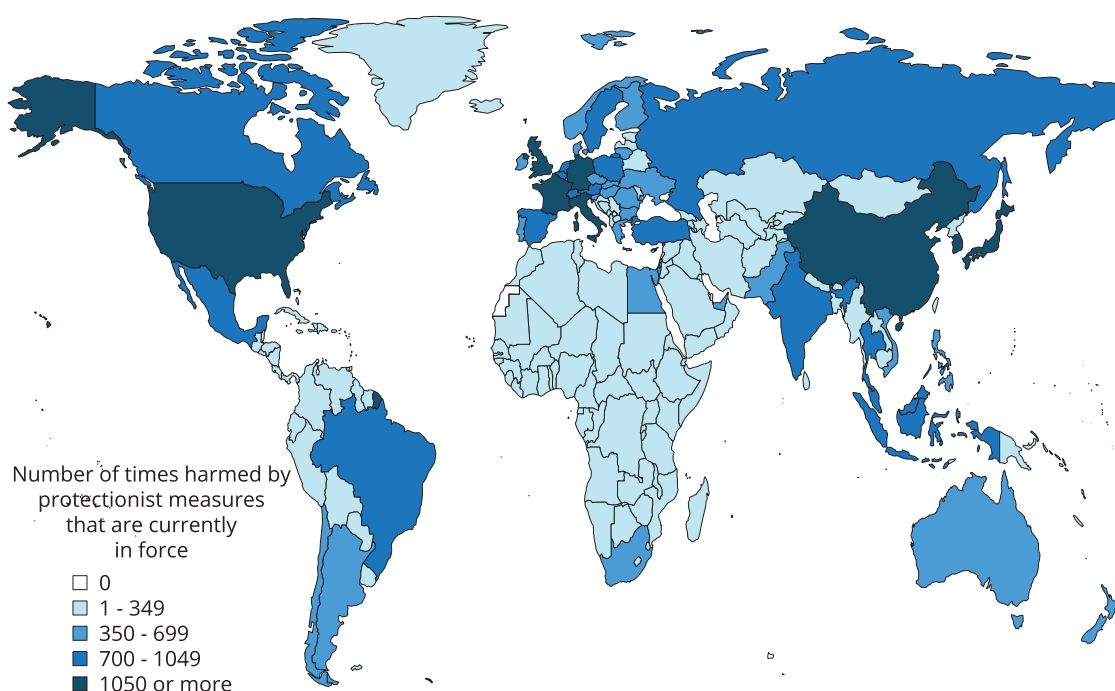 Number of times harmed by
protectionist measures
that are currently
in force
0
1 - 349
350 - 699
700 - 1049
1050 or more